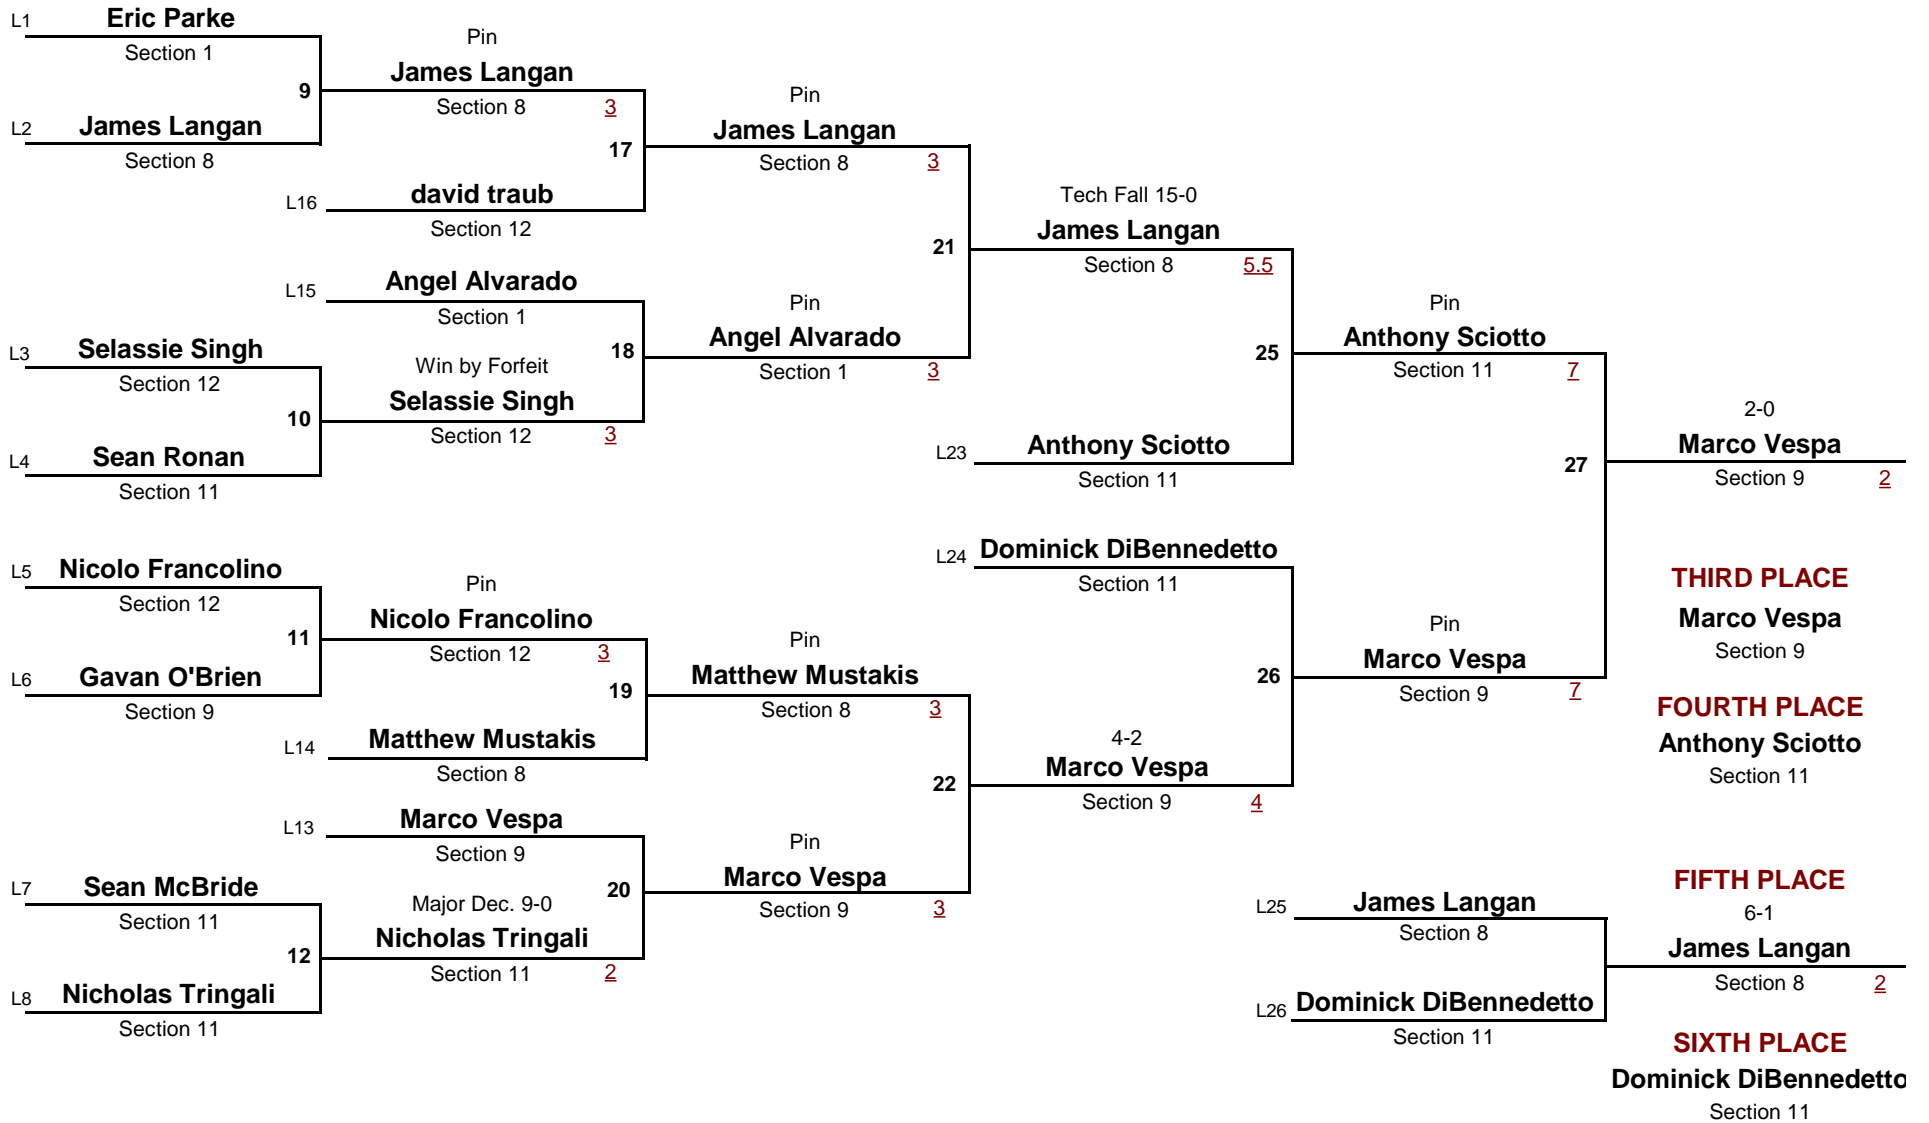 L1 Eric Parke
Section 1
9
L2 James Langan
Section 8
Pin
James Langan
Section 8 3
17
L16 david traub
Section 12
Pin
James Langan
Section 8 3
L15 Angel Alvarado
Section 1
18
L3 Selassie Singh
Section 12
10
L4 Sean Ronan
Section 11
Win by Forfeit
Selassie Singh
Section 12 3
Pin
Angel Alvarado
Section 1 3
21
Tech Fall 15-0
James Langan
Section 8 5.5
25
L23 Anthony Sciotto
Section 11
Pin
Anthony Sciotto
Section 11 7
27
2-0
Marco Vespa
Section 9 2
L5 Nicolo Francolino
Section 12
11
L6 Gavan O'Brien
Section 9
Pin
Nicolo Francolino
Section 12 3
19
L14 Matthew Mustakis
Section 8
Pin
Matthew Mustakis
Section 8 3
22
L13 Marco Vespa
Section 9
20
L7 Sean McBride
Section 11
12
L8 Nicholas Tringali
Section 11
Major Dec. 9-0
Nicholas Tringali
Section 11 2
Pin
Marco Vespa
Section 9 3
4-2
Marco Vespa
Section 9 4
L24 Dominick DiBennedetto
Section 11
26
Pin
Marco Vespa
Section 9 7
THIRD PLACE
Marco Vespa
Section 9
FOURTH PLACE
Anthony Sciotto
Section 11
L25 James Langan
Section 8
L26 Dominick DiBennedetto
Section 11
FIFTH PLACE
6-1
James Langan
Section 8 2
SIXTH PLACE
Dominick DiBennedetto
Section 11